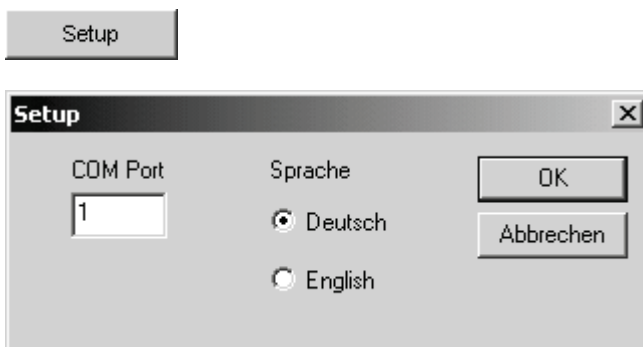 Setup
Setup
COM Port
1
Sprache
Deutsch
English
OK
Abbrechen